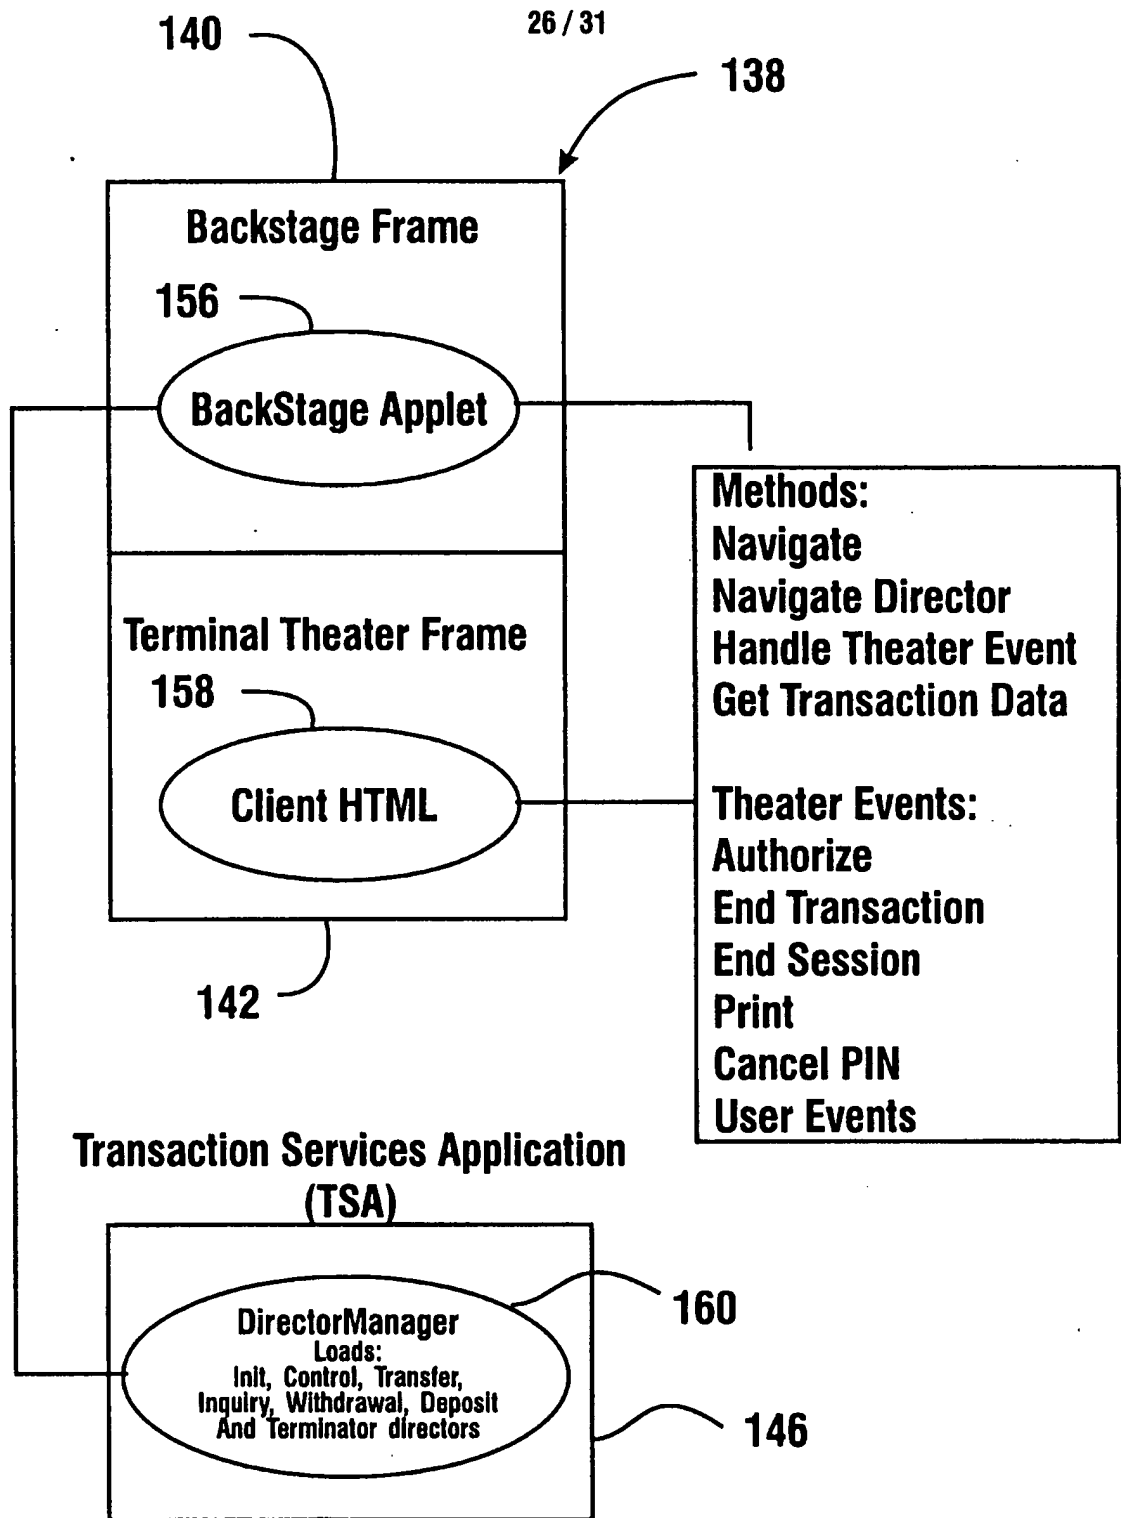 26 / 31
140
138
Backstage Frame
156
BackStage Applet
Terminal Theater Frame
158
Client HTML
142
Methods:
Navigate
Navigate Director
Handle Theater Event
Get Transaction Data
Theater Events:
Authorize
End Transaction
End Session
Print
Cancel PIN
User Events
Transaction Services Application
(TSA)
DirectorManager
Loads:
Init, Control, Transfer,
Inquiry, Withdrawal, Deposit
And Terminator directors
160
146